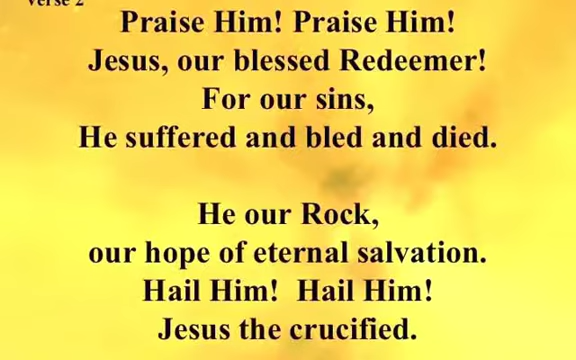 Verse 2
Praise Him! Praise Him!
Jesus, our blessed Redeemer!
For our sins,
He suffered and bled and died.
He our Rock,
our hope of eternal salvation.
Hail Him!  Hail Him!
Jesus the crucified.